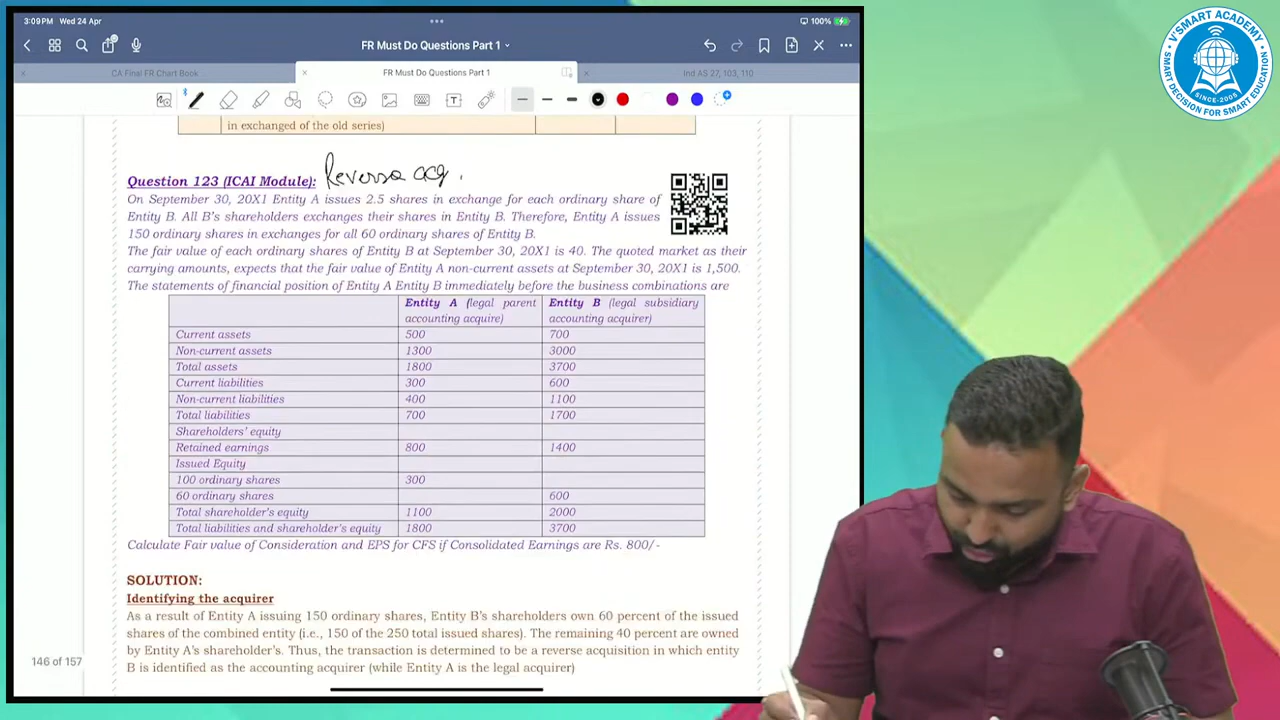 3:09 PM Wed 24 Apr
100%
FR Must Do Questions Part 1
CA Final FR Chart Book
FR Must Do Questions Part 1
Ind AS 27, 103, 110
V'SMART ACADEMY
SINCE-2005
SMART DECISION FOR SMART EDUCATION
in exchanged of the old series)
Question 123 (ICAI Module): Reverse acq.
On September 30, 20X1 Entity A issues 2.5 shares in exchange for each ordinary share of
Entity B. All B's shareholders exchanges their shares in Entity B. Therefore, Entity A issues
150 ordinary shares in exchanges for all 60 ordinary shares of Entity B.
The fair value of each ordinary shares of Entity B at September 30, 20X1 is 40. The quoted market as their
carrying amounts, expects that the fair value of Entity A non-current assets at September 30, 20X1 is 1,500.
The statements of financial position of Entity A Entity B immediately before the business combinations are
Entity A (legal parent accounting acquire) Entity B (legal subsidiary accounting acquirer)
Current assets 500 700
Non-current assets 1300 3000
Total assets 1800 3700
Current liabilities 300 600
Non-current liabilities 400 1100
Total liabilities 700 1700
Shareholders' equity
Retained earnings 800 1400
Issued Equity
100 ordinary shares 300
60 ordinary shares 600
Total shareholder's equity 1100 2000
Total liabilities and shareholder's equity 1800 3700
Calculate Fair value of Consideration and EPS for CFS if Consolidated Earnings are Rs. 800/-
SOLUTION:
Identifying the acquirer
As a result of Entity A issuing 150 ordinary shares, Entity B's shareholders own 60 percent of the issued
shares of the combined entity (i.e., 150 of the 250 total issued shares). The remaining 40 percent are owned
by Entity A's shareholder's. Thus, the transaction is determined to be a reverse acquisition in which entity
B is identified as the accounting acquirer (while Entity A is the legal acquirer)
146 of 157